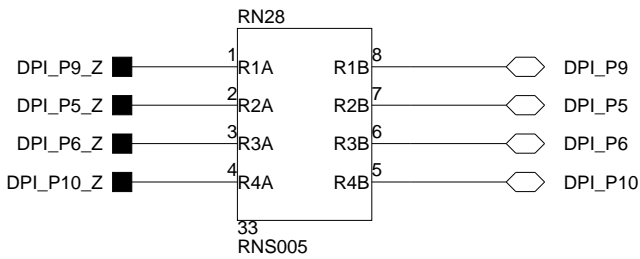 RN28
DPI_P9_Z 1 R1A R1B 8 DPI_P9
DPI_P5_Z 2 R2A R2B 7 DPI_P5
DPI_P6_Z 3 R3A R3B 6 DPI_P6
DPI_P10_Z 4 R4A R4B 5 DPI_P10
33
RNS005